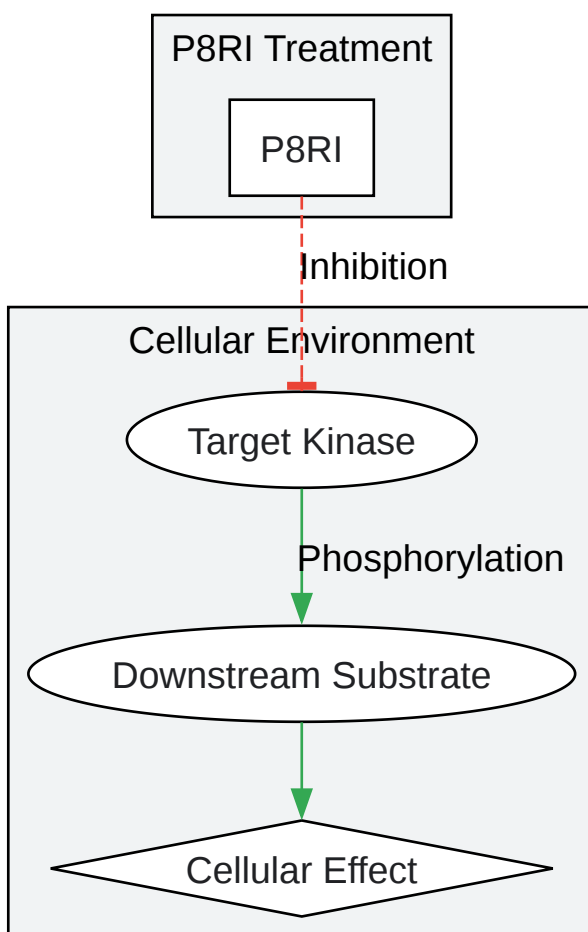 P8RI Treatment
P8RI
Inhibition
Cellular Environment
Target Kinase
Phosphorylation
Downstream Substrate
Cellular Effect